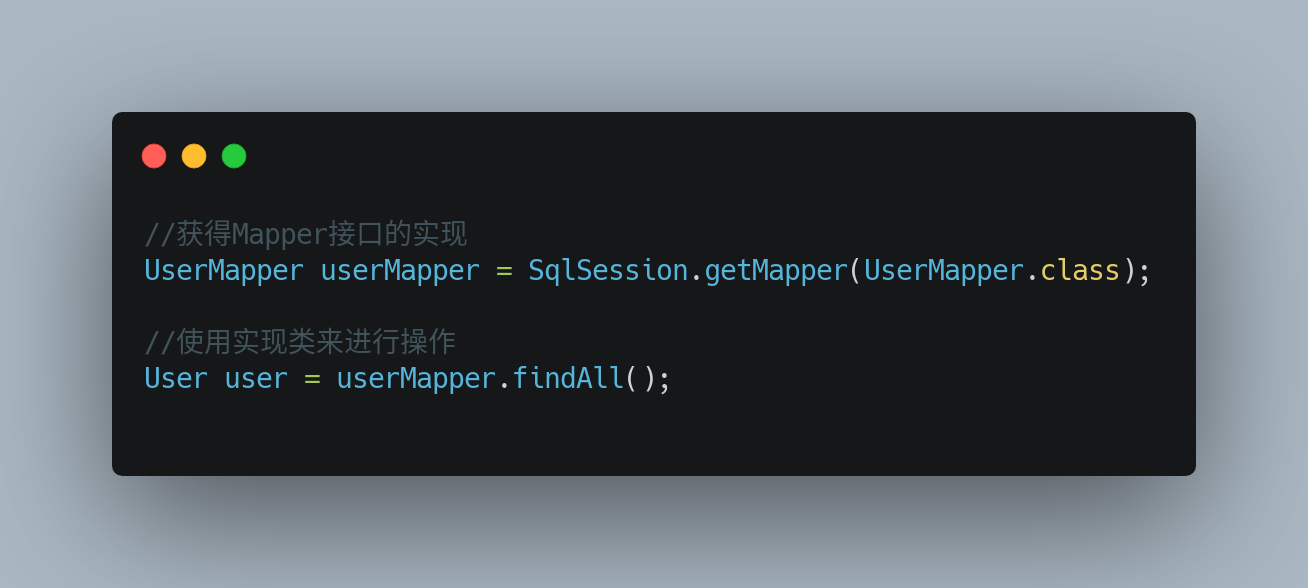 //获得Mapper接口的实现
UserMapper userMapper = SqlSession.getMapper(UserMapper.class);
//使用实现类来进行操作
User user = userMapper.findAll();